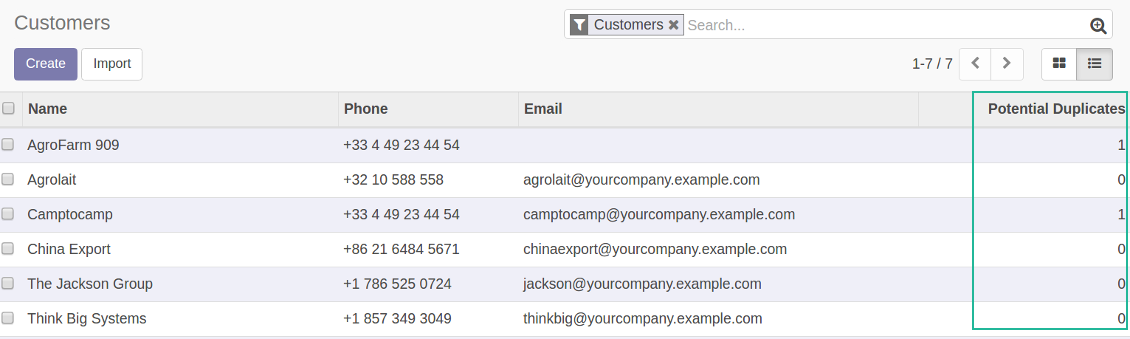 Customers
Customers Search...
Create Import 1-7 / 7
Name Phone Email Potential Duplicates
AgroFarm 909 +33 4 49 23 44 54 1
Agrolait +32 10 588 558 agrolait@yourcompany.example.com 0
Camptocamp +33 4 49 23 44 54 camptocamp@yourcompany.example.com 1
China Export +86 21 6484 5671 chinaexport@yourcompany.example.com 0
The Jackson Group +1 786 525 0724 jackson@yourcompany.example.com 0
Think Big Systems +1 857 349 3049 thinkbig@yourcompany.example.com 0